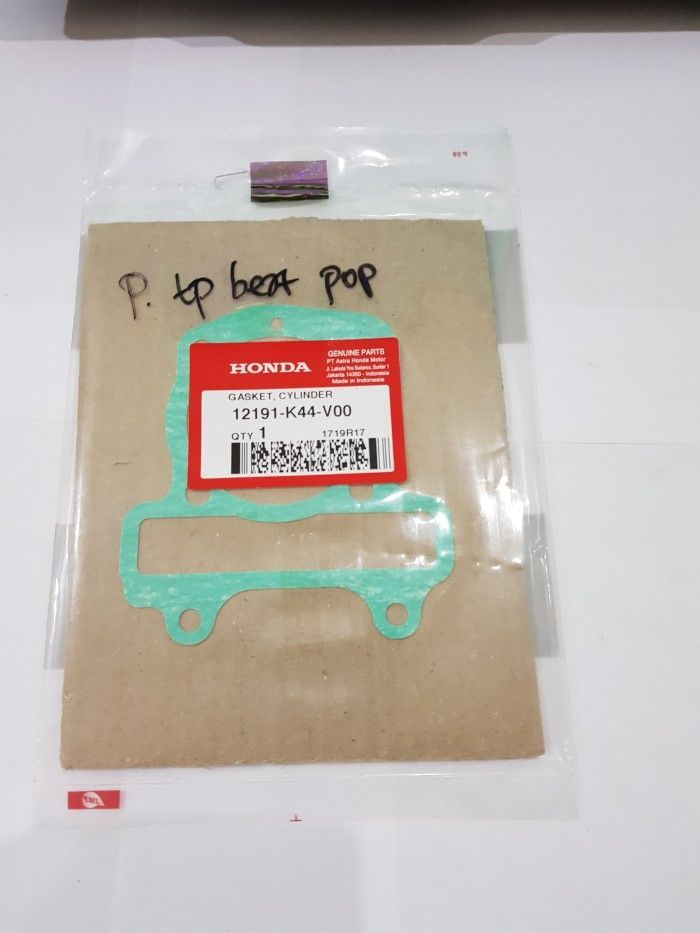 P. tp beat pop
HONDA
GENUINE PARTS
PT Astra Honda Motor
Jakarta 14350 - Indonesia
Made in Indonesia
GASKET, CYLINDER
12191-K44-V00
QTY 1
1719R17